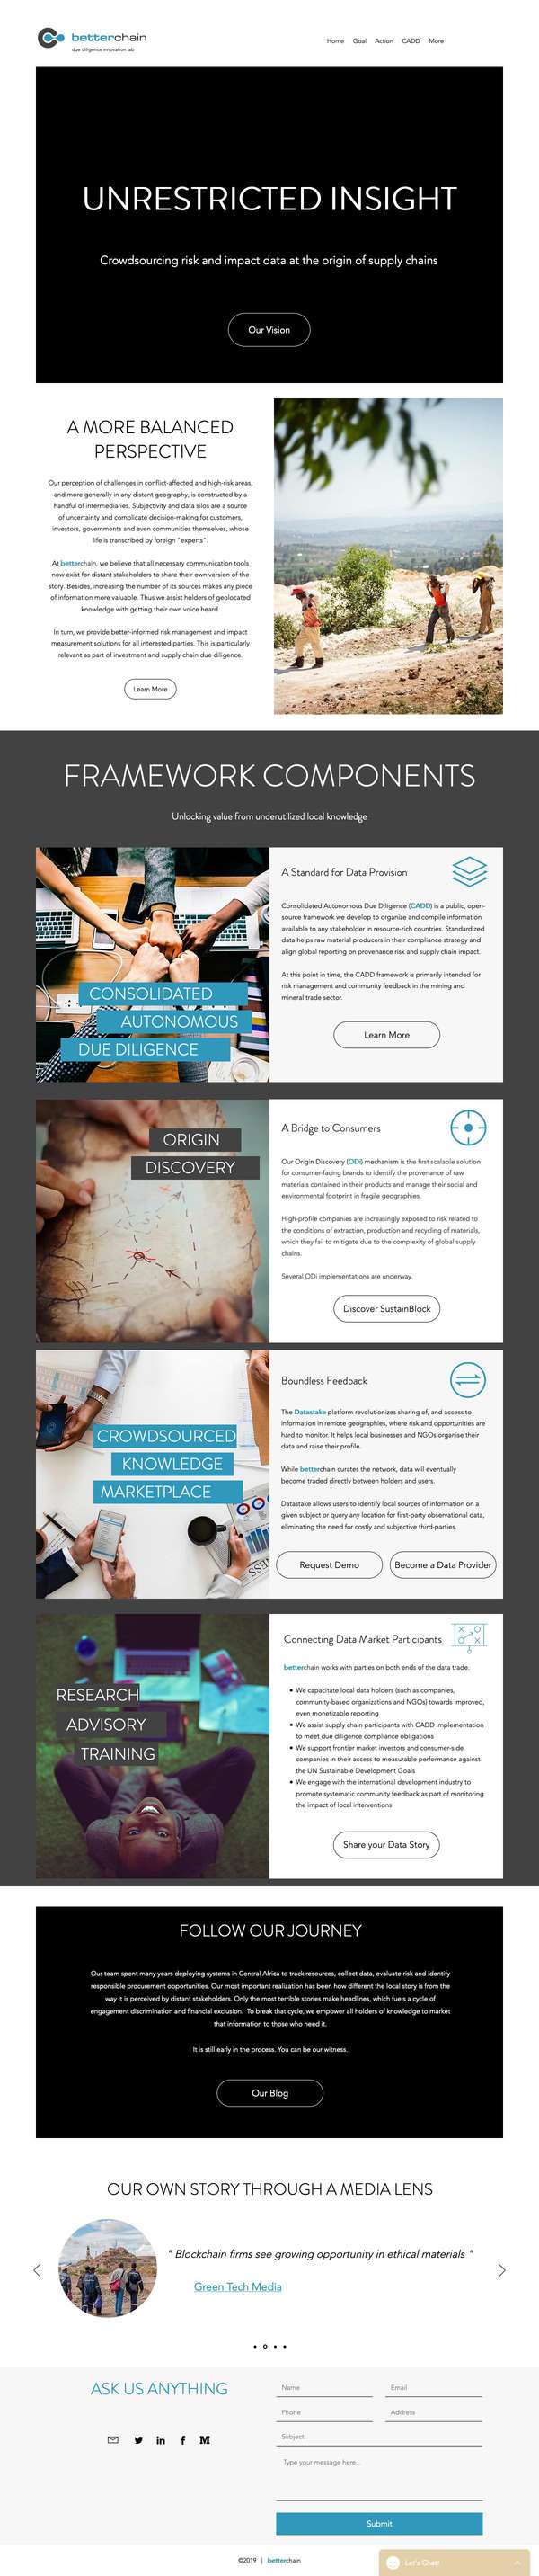 betterchain
due diligence innovation lab
Home Goal Action CADD More
UNRESTRICTED INSIGHT
Crowdsourcing risk and impact data at the origin of supply chains
Our Vision
A MORE BALANCED
PERSPECTIVE
Our perception of challenges in conflict-affected and high-risk areas,
and more generally in any distant geography, is constructed by a
handful of intermediaries. Subjectivity and data silos are a source
of uncertainty and complicate decision-making for customers,
investors, governments and even communities themselves, whose
life is transcribed by foreign "experts".
At betterchain, we believe that all necessary communication tools
now exist for distant stakeholders to share their own version of the
story. Besides, increasing the number of its sources makes any piece
of information more valuable. Thus we assist holders of geolocated
knowledge with getting their own voice heard.
In turn, we provide better-informed risk management and impact
measurement solutions for all interested parties. This is particularly
relevant as part of investment and supply chain due diligence.
Learn More
FRAMEWORK COMPONENTS
Unlocking value from underutilized local knowledge
CONSOLIDATED
AUTONOMOUS
DUE DILIGENCE
A Standard for Data Provision
Consolidated Autonomous Due Diligence (CADD) is a public, open-
source framework we develop to organize and compile information
available to any stakeholder in resource-rich countries. Standardized
data helps raw material producers in their compliance strategy and
align global reporting on provenance risk and supply chain impact.
At this point in time, the CADD framework is primarily intended for
risk management and community feedback in the mining and
mineral trade sector.
Learn More
ORIGIN
DISCOVERY
A Bridge to Consumers
Our Origin Discovery (ODi) mechanism is the first scalable solution
for consumer-facing brands to identify the provenance of raw
materials contained in their products and manage their social and
environmental footprint in fragile geographies.
High-profile companies are increasingly exposed to risk related to
the conditions of extraction, production and recycling of materials,
which they fail to mitigate due to the complexity of global supply
chains.
Several ODi implementations are underway.
Discover SustainBlock
CROWDSOURCED
KNOWLEDGE
MARKETPLACE
Boundless Feedback
The Datastake platform revolutionizes sharing of, and access to
information in remote geographies, where risk and opportunities are
hard to monitor. It helps local businesses and NGOs organise their
data and raise their profile.
While betterchain curates the network, data will eventually
become traded directly between holders and users.
Datastake allows users to identify local sources of information on a
given subject or query any location for first-party observational data,
eliminating the need for costly and subjective third-parties.
Request Demo
Become a Data Provider
RESEARCH
ADVISORY
TRAINING
Connecting Data Market Participants
betterchain works with parties on both ends of the data trade.
• We capacitate local data holders (such as companies,
community-based organizations and NGOs) towards improved,
even monetizable reporting
• We assist supply chain participants with CADD implementation
to meet due diligence compliance obligations
• We support frontier market investors and consumer-side
companies in their access to measurable performance against
the UN Sustainable Development Goals
• We engage with the international development industry to
promote systematic community feedback as part of monitoring
the impact of local interventions
Share your Data Story
FOLLOW OUR JOURNEY
Our team spent many years deploying systems in Central Africa to track resources, collect data, evaluate risk and identify
responsible procurement opportunities. Our most important realization has been how different the local story is from the
way it is perceived by distant stakeholders. Only the most terrible stories make headlines, which fuels a cycle of
engagement discrimination and financial exclusion. To break that cycle, we empower all holders of knowledge to market
that information to those who need it.
It is still early in the process. You can be our witness.
Our Blog
OUR OWN STORY THROUGH A MEDIA LENS
" Blockchain firms see growing opportunity in ethical materials "
Green Tech Media
ASK US ANYTHING
Name
Email
Phone
Address
Subject
Type your message here...
Submit
©2019 | betterchain
Let's Chat!